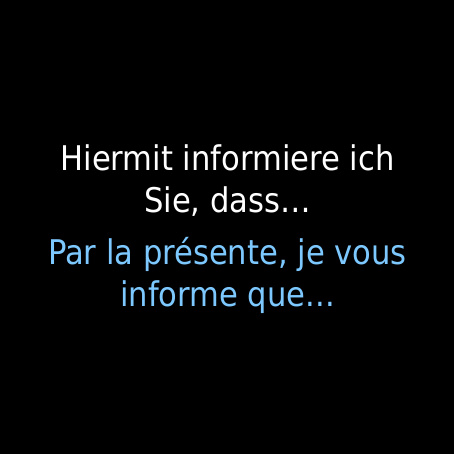 Hiermit informiere ich
Sie, dass...
Par la présente, je vous
informe que...